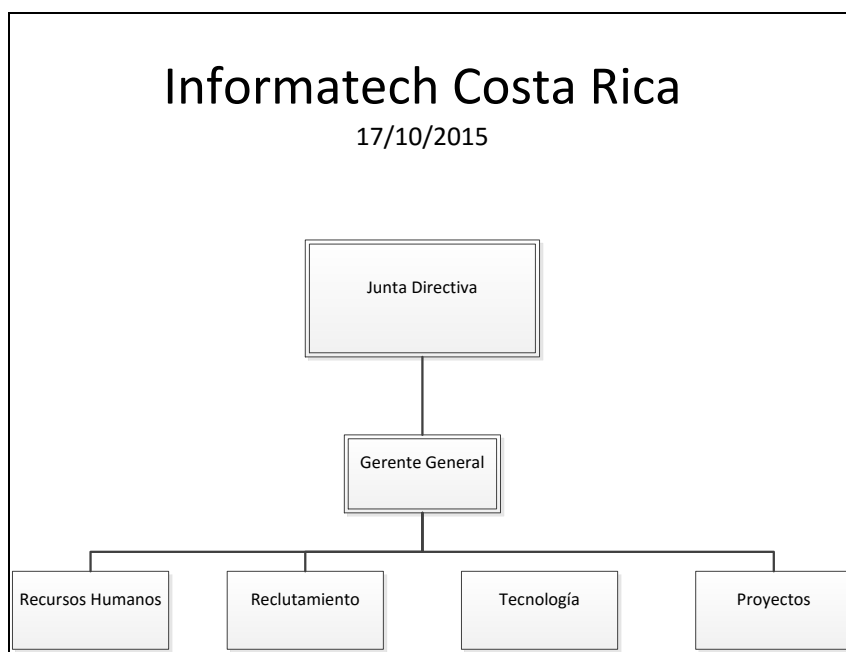 Informatech Costa Rica
17/10/2015
Junta Directiva
Gerente General
Recursos Humanos
Reclutamiento
Tecnología
Proyectos